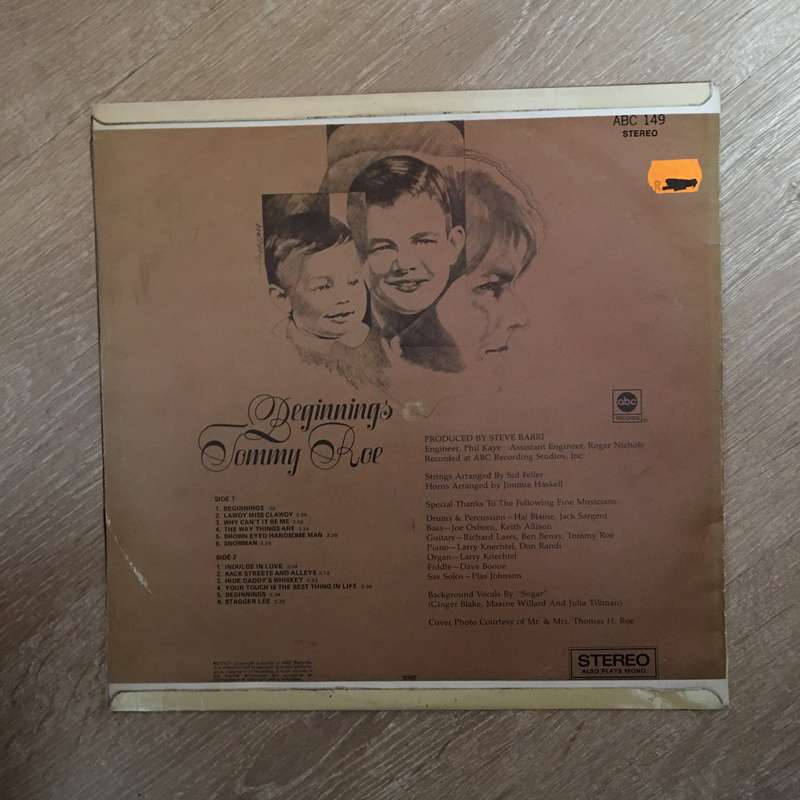 ABC 149
STEREO
R
Beginnings
Tommy Roe
abc
RECORDS
SIDE 1
1. BEGINNINGS
2. LAWDY MISS CLAWDY
3. WHY CAN'T IT BE ME
4. THE WAY THINGS ARE
5. BROWN EYED HANDSOME MAN
6. SNOWMAN
SIDE 2
1. INDULGE IN LOVE
2. BACK STREETS AND ALLEYS
3. HIDE DADDY'S WHISKEY
4. YOUR TOUCH IS THE BEST THING IN LIFE
5. BEGINNINGS
6. STAGGER LEE
PRODUCED BY STEVE BARRI
Engineer, Phil Kaye Assistant Engineer, Roger Nichols
Recorded at ABC Recording Studios, Inc.
Strings Arranged By Sid Feller
Horns Arranged by Jimmie Haskell
Special Thanks To The Following Fine Musicians:
Drums & Percussion—Hal Blaine, Jack Sargent
Bass—Joe Osborn, Keith Allison
Guitars—Richard Lairs, Ben Benay, Tommy Roe
Piano—Larry Knechtel, Don Randi
Organ—Larry Knechtel
Fiddle—Dave Boone
Sax Solos—Plas Johnson
Background Vocals By "Sugar"
(Ginger Blake, Maxine Willard And Julia Tillman)
Cover Photo Courtesy of Mr. & Mrs. Thomas H. Roe
STEREO
ALSO PLAYS MONO